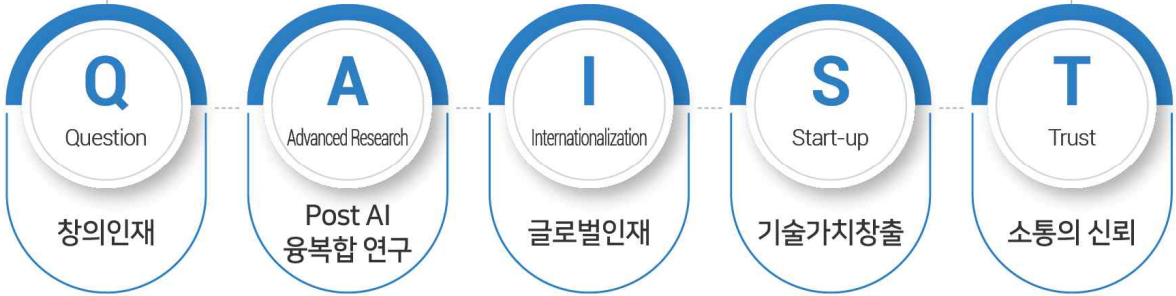 Q
Question
창의인재
A
Advanced Research
Post AI
융복합 연구
I
Internationalization
글로벌인재
S
Start-up
기술가치창출
T
Trust
소통의 신뢰